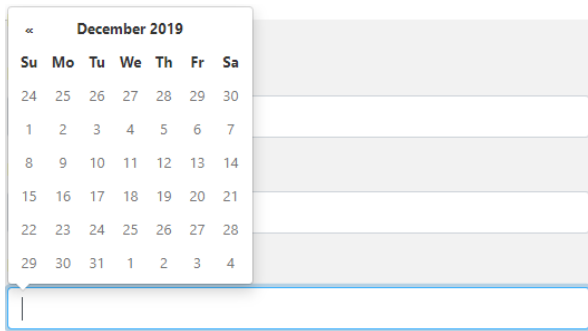 « December 2019
Su Mo Tu We Th Fr Sa
24 25 26 27 28 29 30
1 2 3 4 5 6 7
8 9 10 11 12 13 14
15 16 17 18 19 20 21
22 23 24 25 26 27 28
29 30 31 1 2 3 4